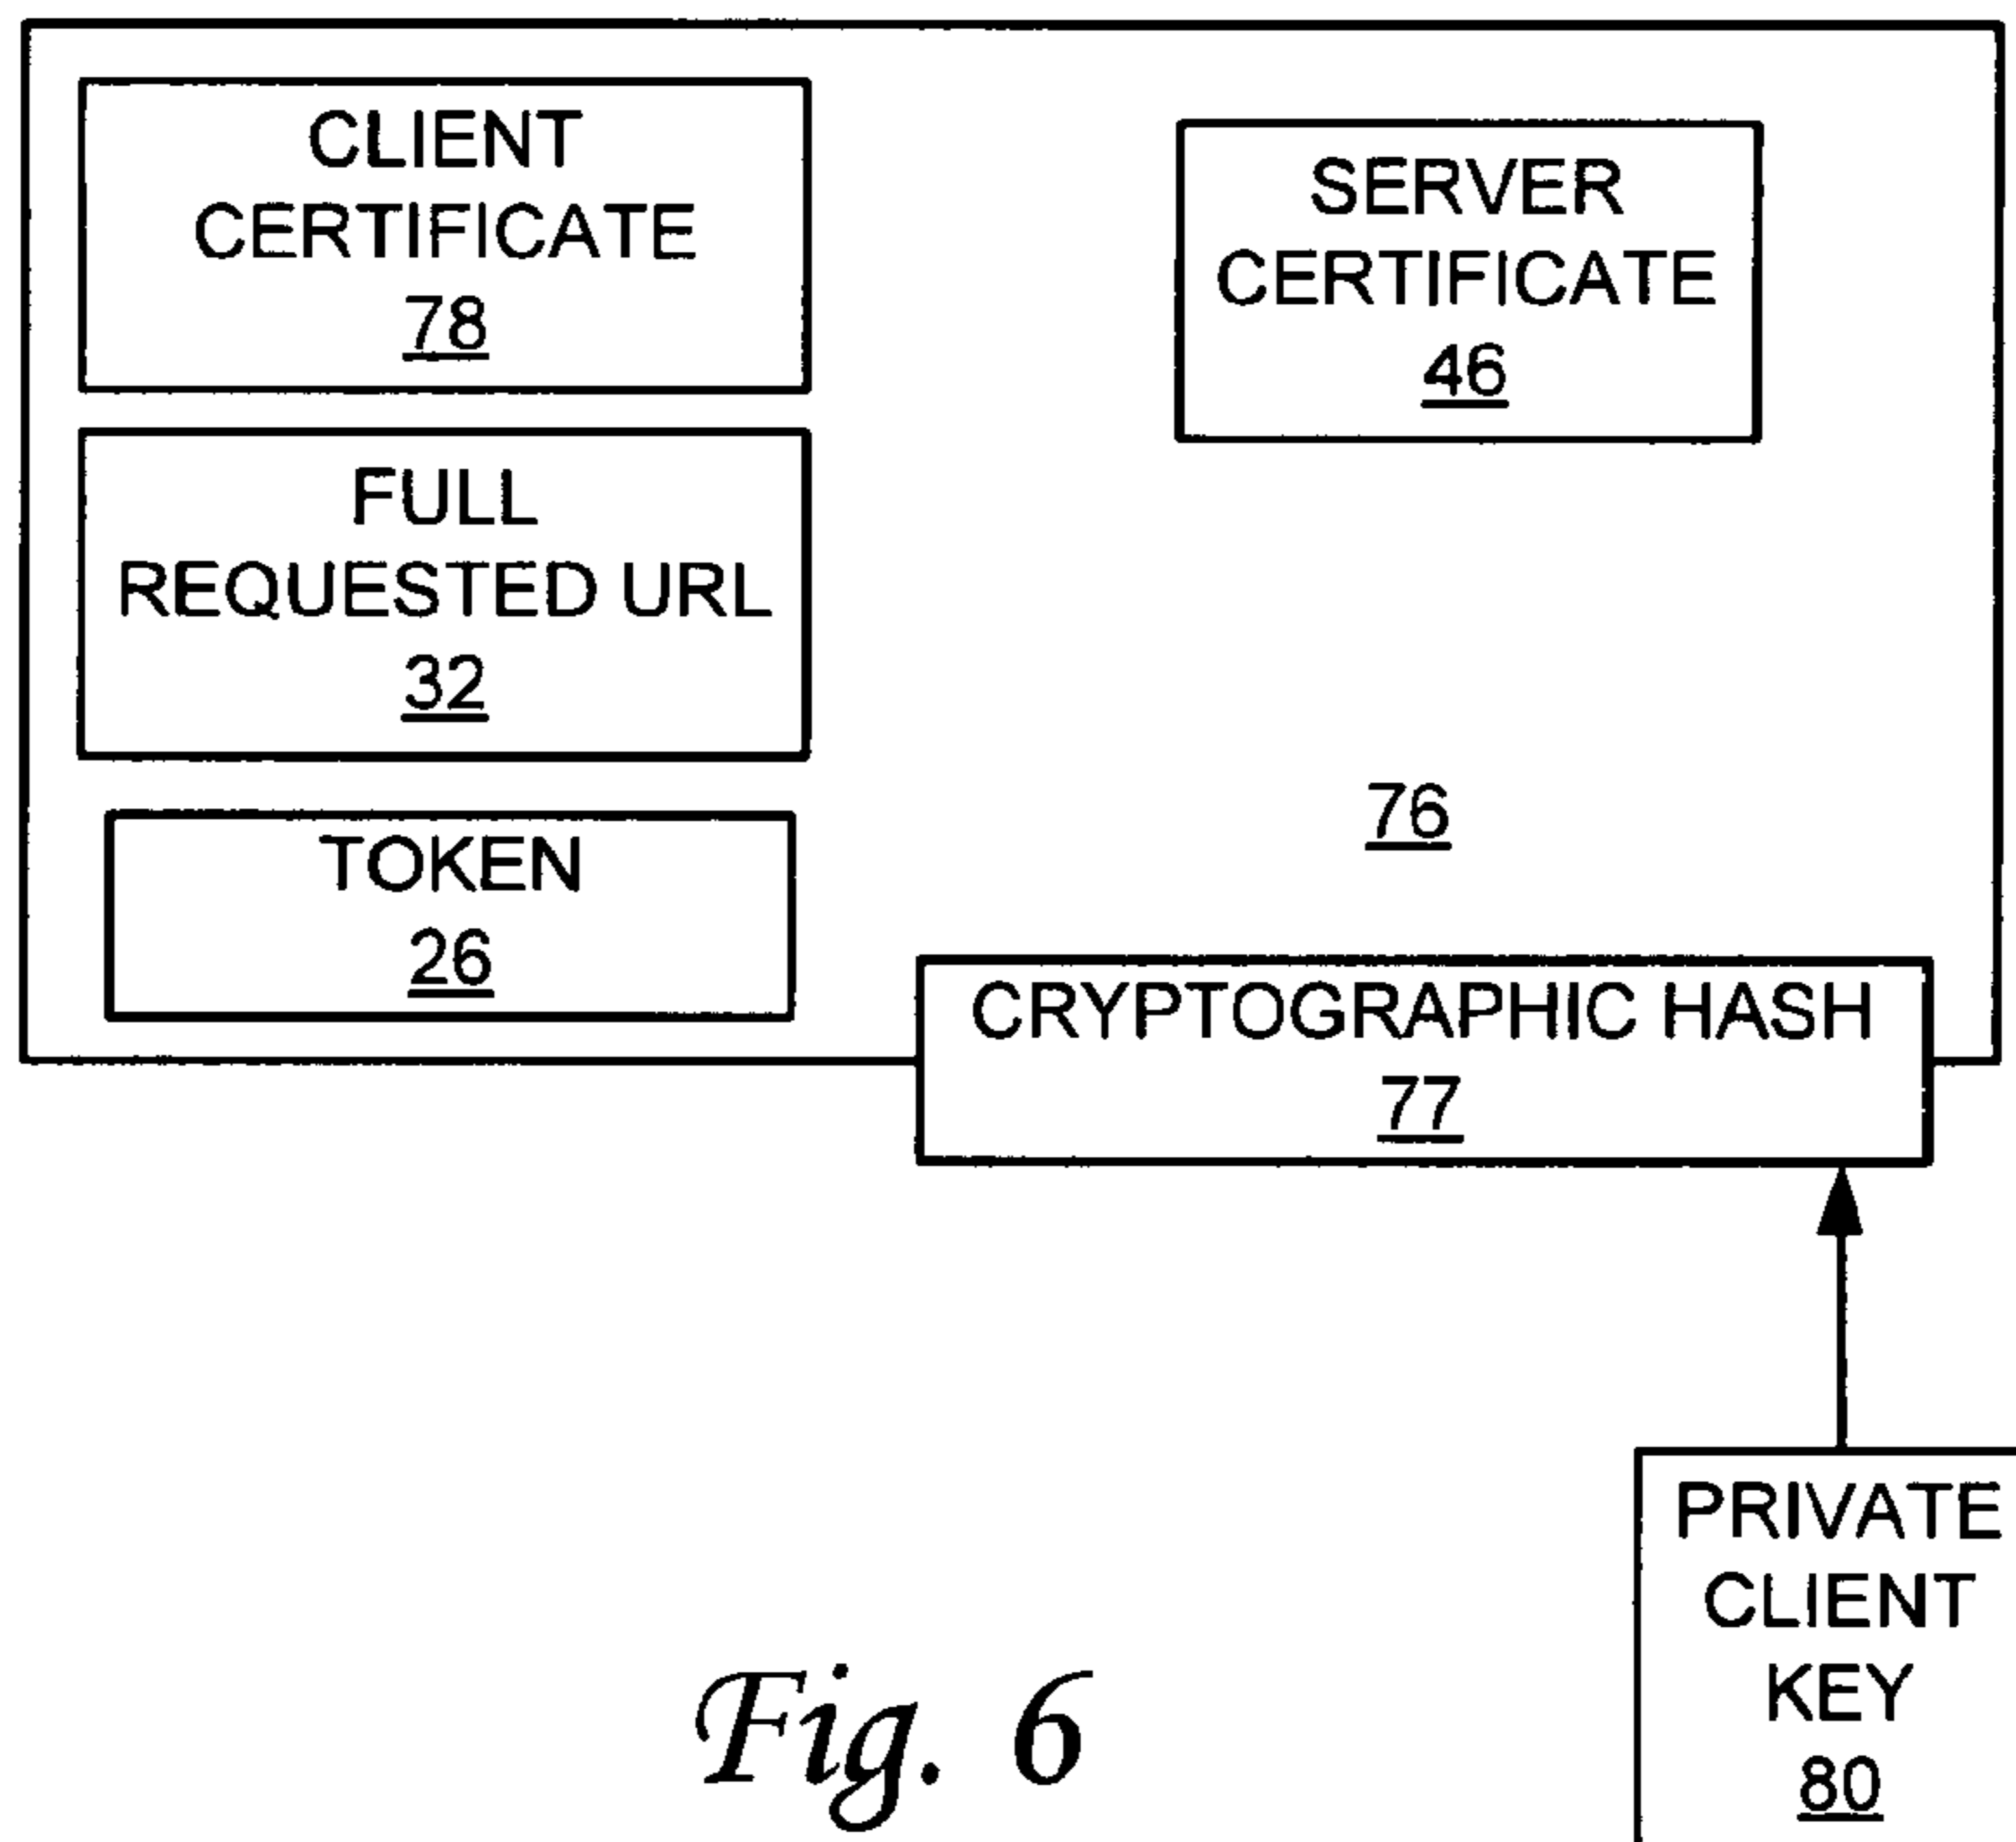 CLIENT
CERTIFICATE
78
SERVER
CERTIFICATE
46
FULL
REQUESTED URL
32
76
TOKEN
26
CRYPTOGRAPHIC HASH
77
PRIVATE
CLIENT
KEY
80
Fig. 6